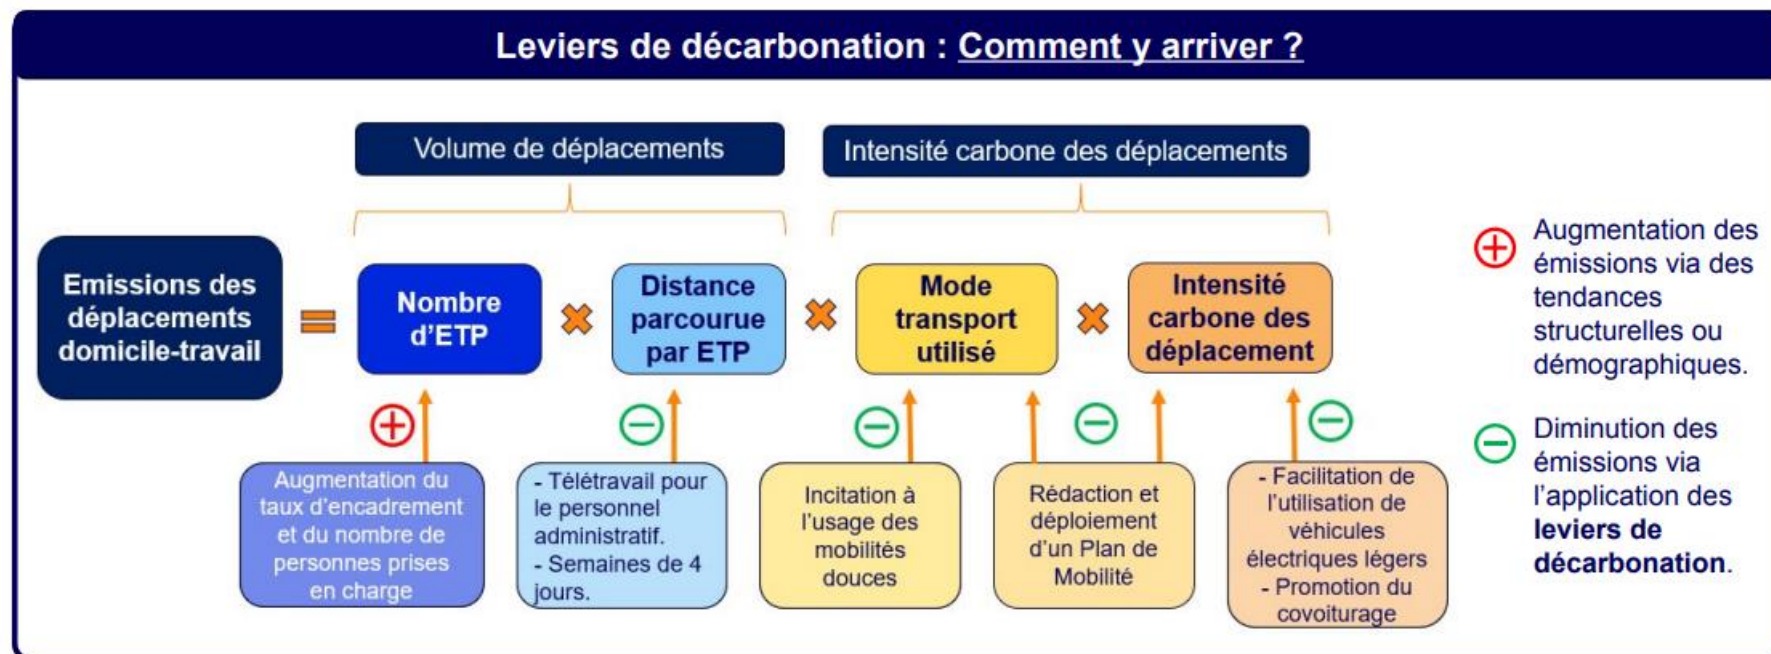 Leviers de décarbonation : Comment y arriver ?
Volume de déplacements
Intensité carbone des déplacements
Emissions des
déplacements
domicile-travail
=
Nombre
d'ETP
×
Distance
parcourue
par ETP
×
Mode
transport
utilisé
×
Intensité
carbone des
déplacement
+
-
-
-
-
Augmentation du
taux d'encadrement
et du nombre de
personnes prises
en charge
- Télétravail pour
le personnel
administratif.
- Semaines de 4
jours.
Incitation à
l'usage des
mobilités
douces
Rédaction et
déploiement
d'un Plan de
Mobilité
- Facilitation de
l'utilisation de
véhicules
électriques légers
- Promotion du
covoiturage
+
Augmentation des
émissions via des
tendances
structurelles ou
démographiques.
-
Diminution des
émissions via
l'application des
leviers de
décarbonation.